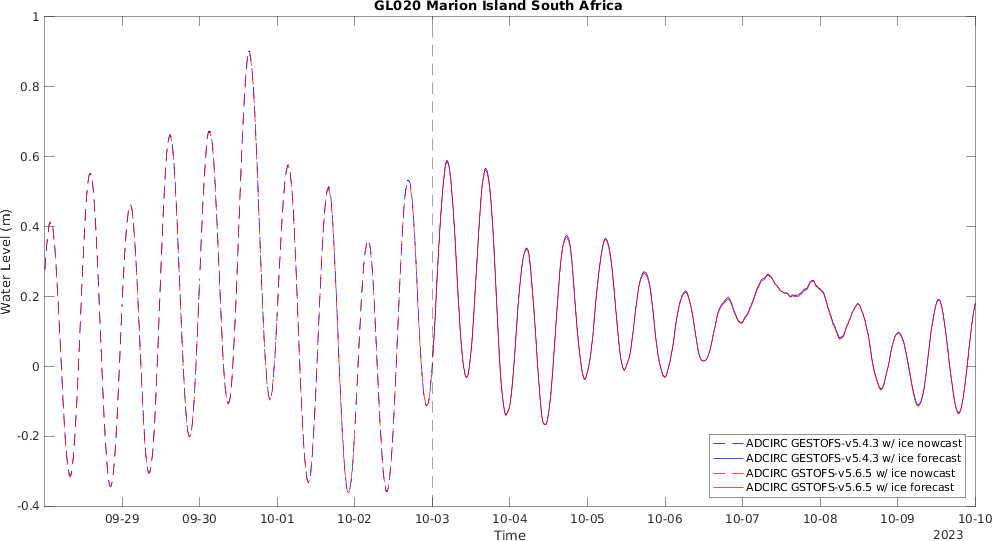 GL020 Marion Island South Africa
1
0.8
0.6
0.4
0.2
0
-0.2
-0.4
Water Level (m)
09-29 09-30 10-01 10-02 10-03 10-04 10-05 10-06 10-07 10-08 10-09 10-10
Time
2023
ADCIRC GESTOFS-v5.4.3 w/ ice nowcast
ADCIRC GESTOFS-v5.4.3 w/ ice forecast
ADCIRC GSTOFS-v5.6.5 w/ ice nowcast
ADCIRC GSTOFS-v5.6.5 w/ ice forecast